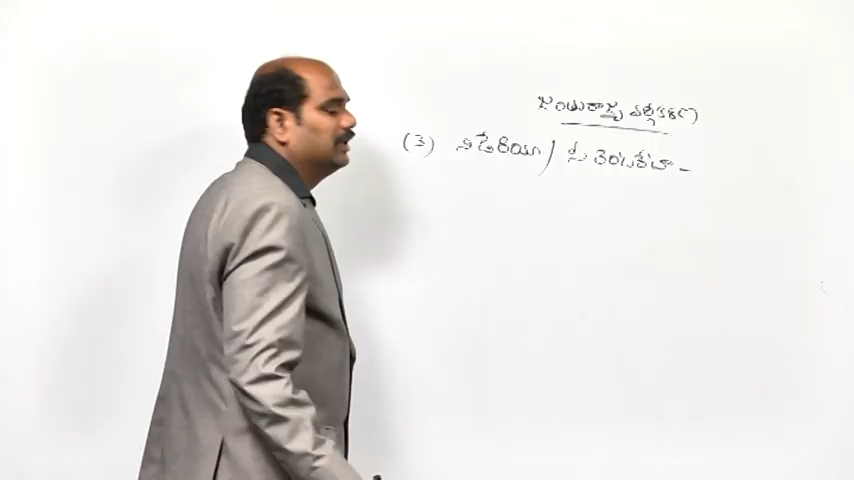 జంతురాజ్య వర్గీకరణ
(3) నిడేరియా / సీలెంటరేటా -